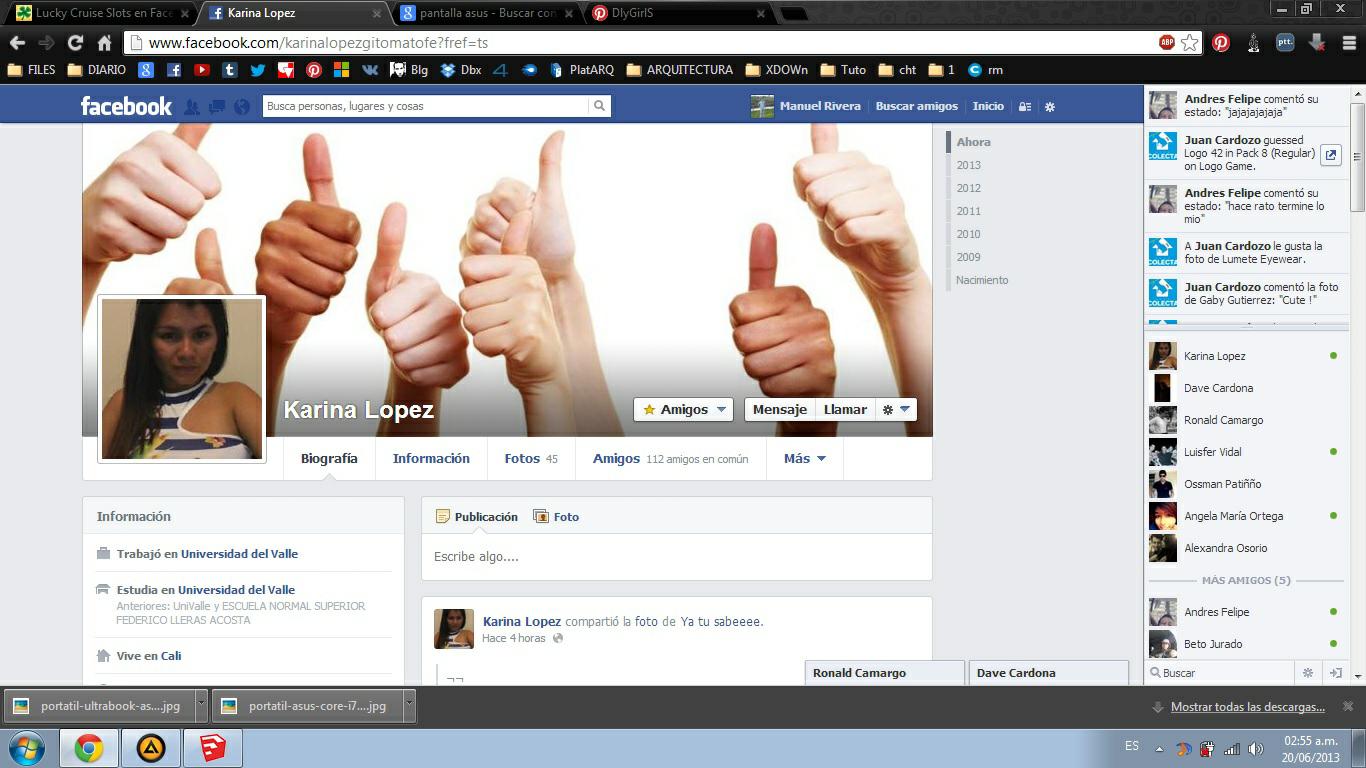 Lucky Cruise Slots en Face
Karina Lopez
pantalla asus - Buscar con
DlyGirlS
www.facebook.com/karinalopezgitomatofe?fref=ts
ABP
ptt.
FILES
DIARIO
Blg
Dbx
PlatARQ
ARQUITECTURA
XDOWn
Tuto
cht
1
rm
facebook
Busca personas, lugares y cosas
Manuel Rivera
Buscar amigos
Inicio
Ahora
2013
2012
2011
2010
2009
Nacimiento
Karina Lopez
Amigos
Mensaje
Llamar
Biografía
Información
Fotos 45
Amigos 112 amigos en común
Más
Información
Trabajó en Universidad del Valle
Estudia en Universidad del Valle
Anteriores: UniValle y ESCUELA NORMAL SUPERIOR
FEDERICO LLERAS ACOSTA
Vive en Cali
Publicación
Foto
Escribe algo....
Karina Lopez compartió la foto de Ya tu sabeeee.
Hace 4 horas
¬¬
Andres Felipe comentó su
estado: "jajajajajaja"
COLECTA
Juan Cardozo guessed
Logo 42 in Pack 8 (Regular)
on Logo Game.
Andres Felipe comentó su
estado: "hace rato termine lo
mio"
COLECTA
A Juan Cardozo le gusta la
foto de Lumete Eyewear.
COLECTA
Juan Cardozo comentó la foto
de Gaby Gutierrez: "Cute !"
Karina Lopez
Dave Cardona
Ronald Camargo
Luisfer Vidal
Ossman Patiñño
Angela María Ortega
Alexandra Osorio
MÁS AMIGOS (5)
Andres Felipe
Beto Jurado
Buscar
Ronald Camargo
Dave Cardona
portatil-ultrabook-as....jpg
portatil-asus-core-i7....jpg
Mostrar todas las descargas...
ES
02:55 a.m.
20/06/2013